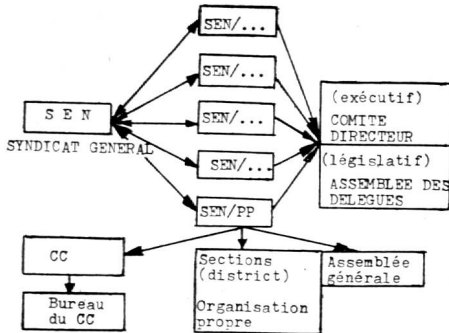 SEN/...
SEN/...
SEN/...
SEN/...
SEN/PP
S E N
SYNDICAT GENERAL
(exécutif)
COMITE
DIRECTEUR
(législatif)
ASSEMBLEE DES
DELEGUES
CC
Bureau
du CC
Sections
(district)
Organisation
propre
Assemblée
générale